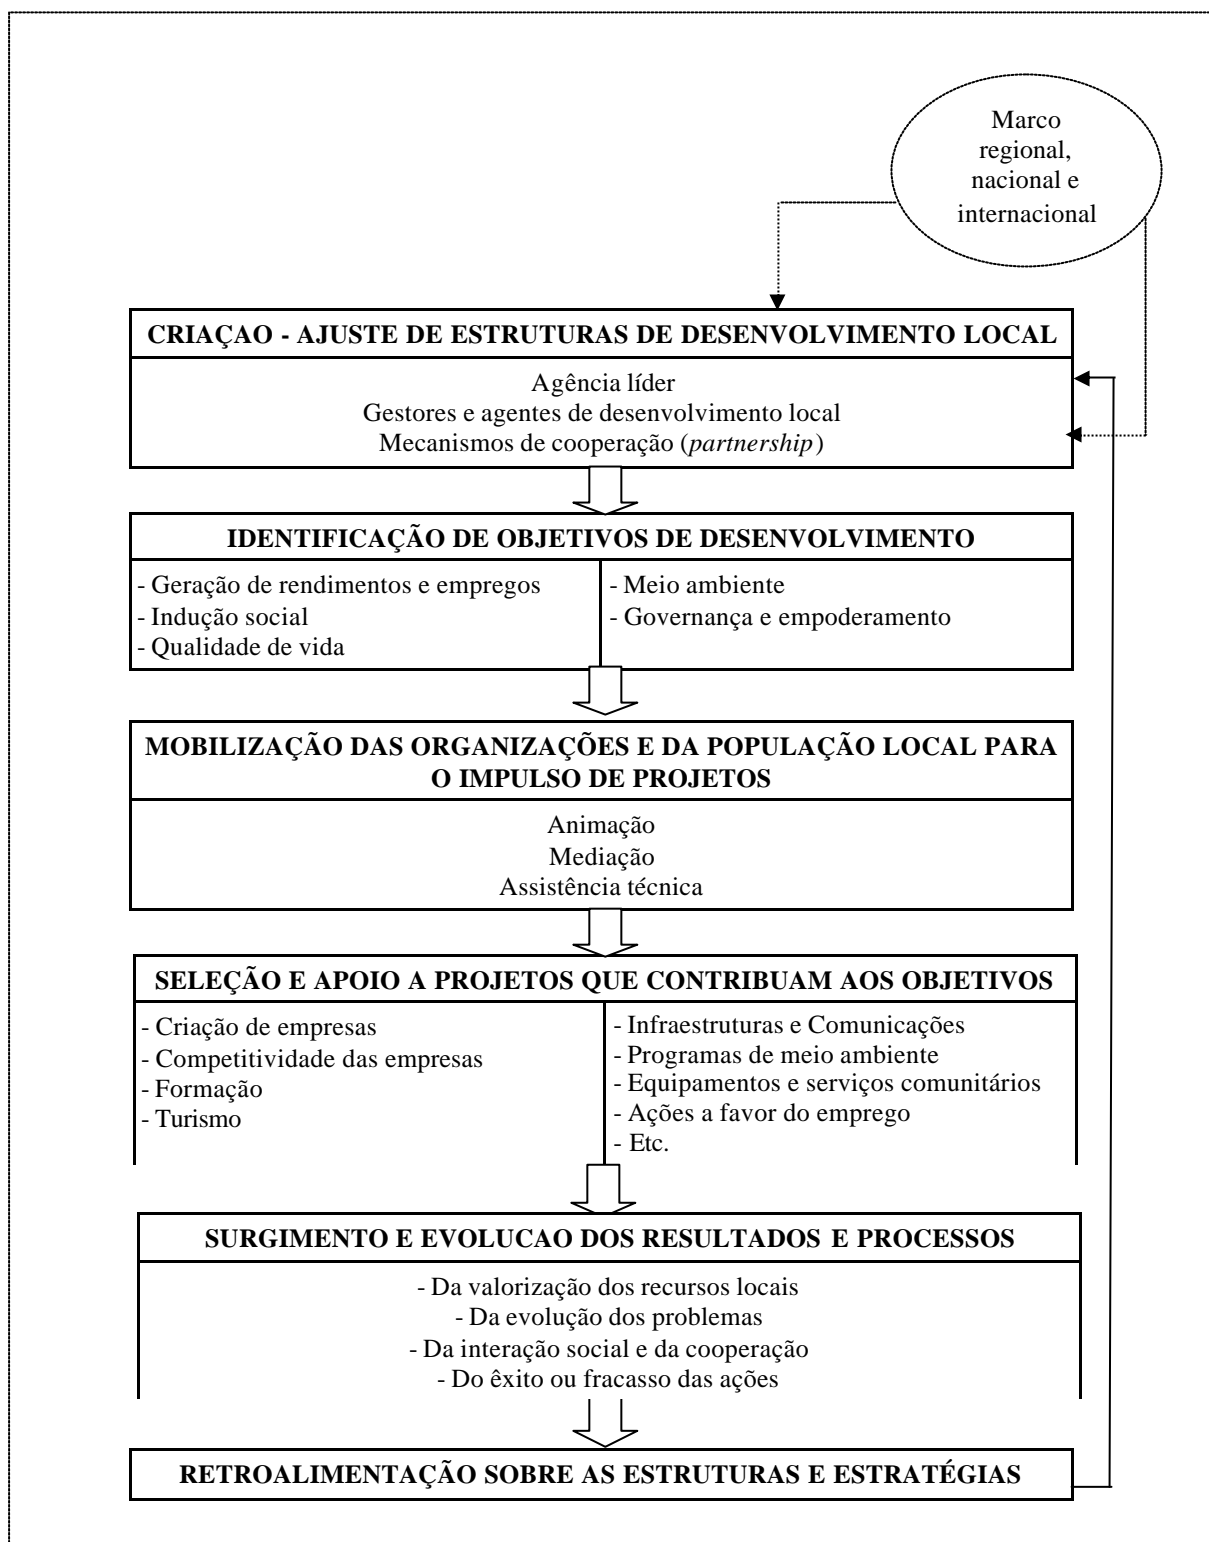 Marco
regional,
nacional e
internacional
CRIAÇAO - AJUSTE DE ESTRUTURAS DE DESENVOLVIMENTO LOCAL
Agência líder
Gestores e agentes de desenvolvimento local
Mecanismos de cooperação (partnership)
IDENTIFICAÇÃO DE OBJETIVOS DE DESENVOLVIMENTO
- Geração de rendimentos e empregos
- Indução social
- Qualidade de vida
- Meio ambiente
- Governança e empoderamento
MOBILIZAÇÃO DAS ORGANIZAÇÕES E DA POPULAÇÃO LOCAL PARA
O IMPULSO DE PROJETOS
Animação
Mediação
Assistência técnica
SELEÇÃO E APOIO A PROJETOS QUE CONTRIBUAM AOS OBJETIVOS
- Criação de empresas
- Competitividade das empresas
- Formação
- Turismo
- Infraestruturas e Comunicações
- Programas de meio ambiente
- Equipamentos e serviços comunitários
- Ações a favor do emprego
- Etc.
SURGIMENTO E EVOLUCAO DOS RESULTADOS E PROCESSOS
- Da valorização dos recursos locais
- Da evolução dos problemas
- Da interação social e da cooperação
- Do êxito ou fracasso das ações
RETROALIMENTAÇÃO SOBRE AS ESTRUTURAS E ESTRATÉGIAS